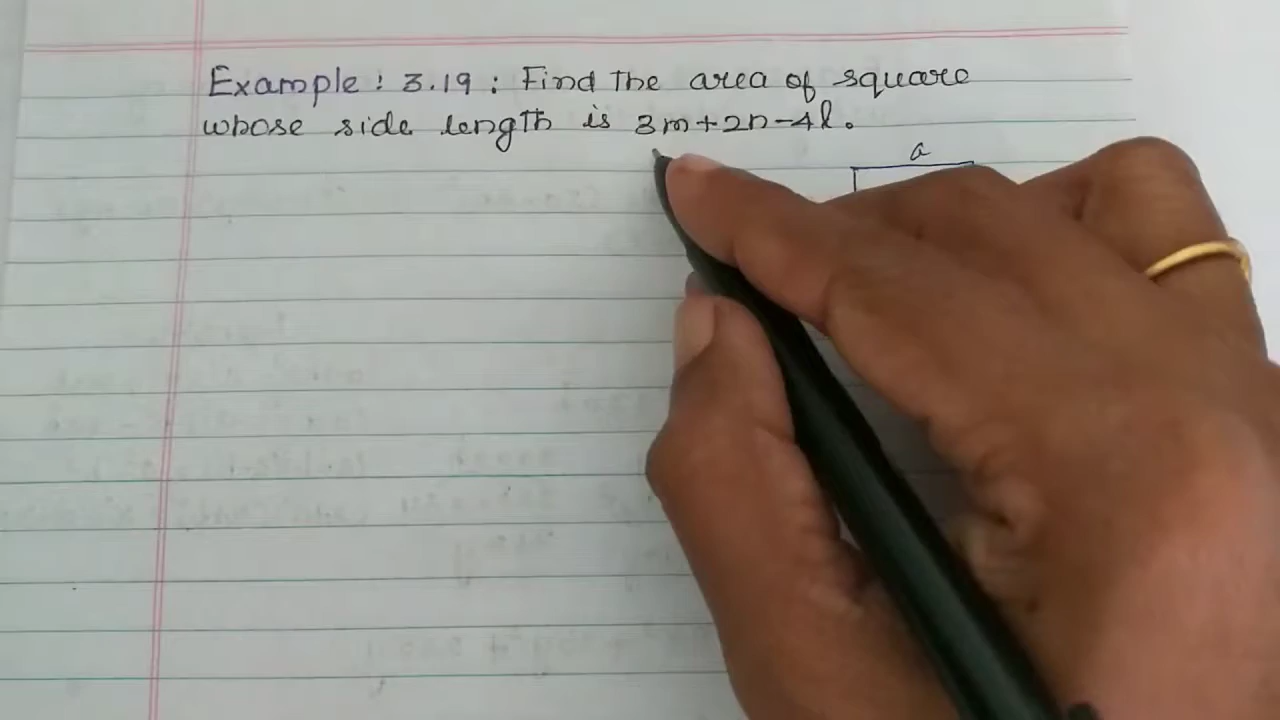 Example: 3.19: Find The area of square
whose side length is 3m+2n-4l.
a